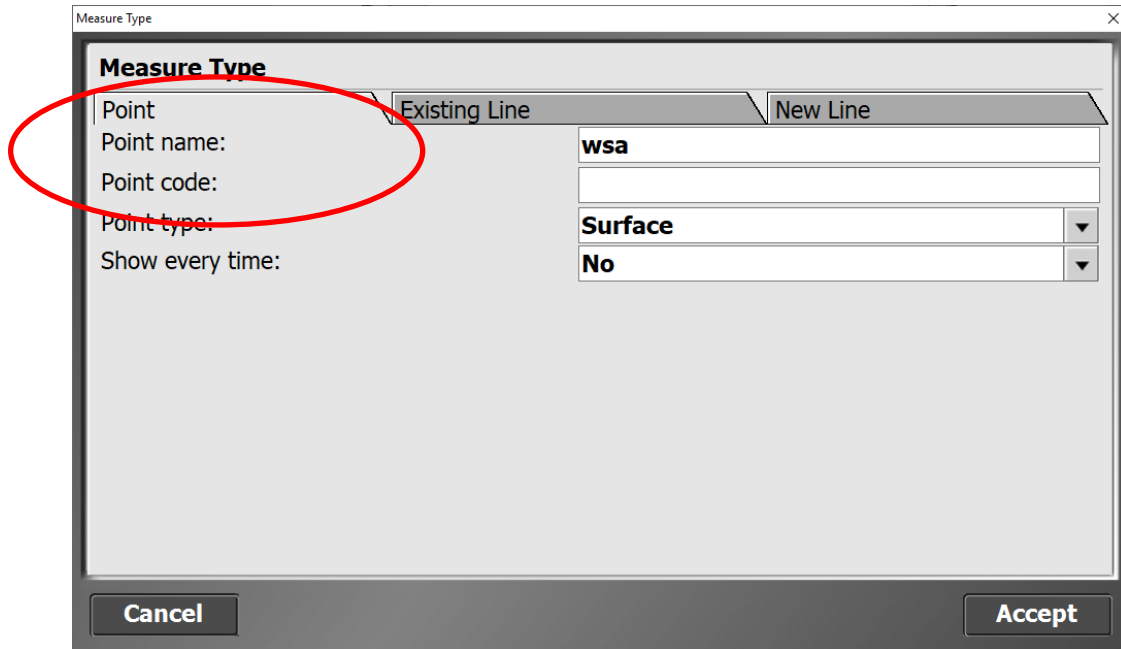 Measure Type
Measure Type
Point Existing Line New Line
Point name: wsa
Point code:
Point type: Surface
Show every time: No
Cancel Accept